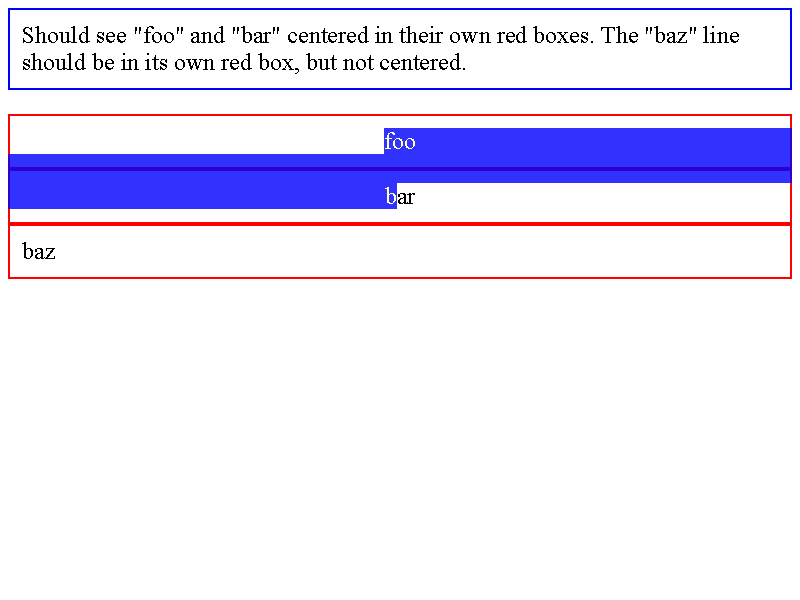 Should see "foo" and "bar" centered in their own red boxes. The "baz" line
should be in its own red box, but not centered.
foo
bar
baz